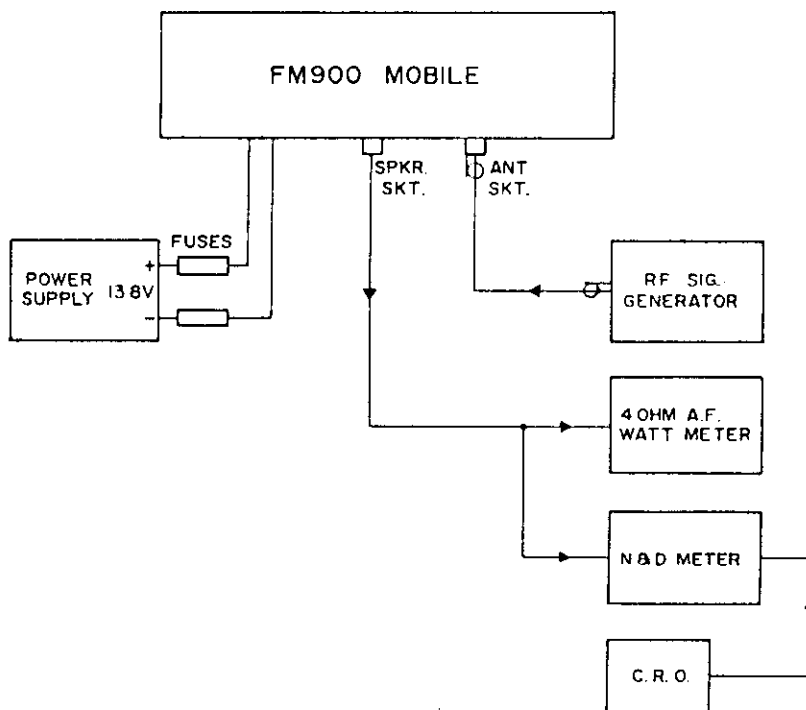 FM900 MOBILE
SPKR.
SKT.
ANT
SKT.
FUSES
POWER
SUPPLY
+
13.8V
−
RF SIG.
GENERATOR
4 OHM A.F.
WATT METER
N & D METER
C.R.O.